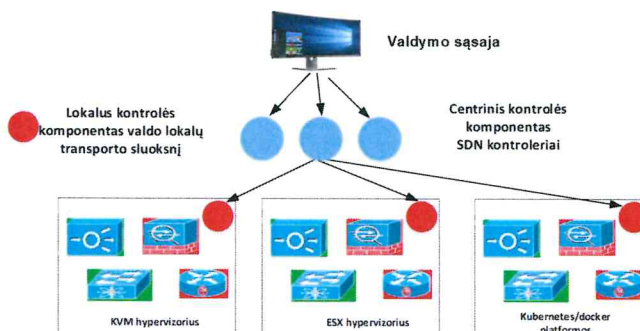 Valdymo sąsaja
Lokalus kontrolės
komponentas valdo lokalų
transporto sluoksnį
Centrinis kontrolės
komponentas
SDN kontroleriai
KVM hypervizorius
ESX hypervizorius
Kubernetes/docker
platformos